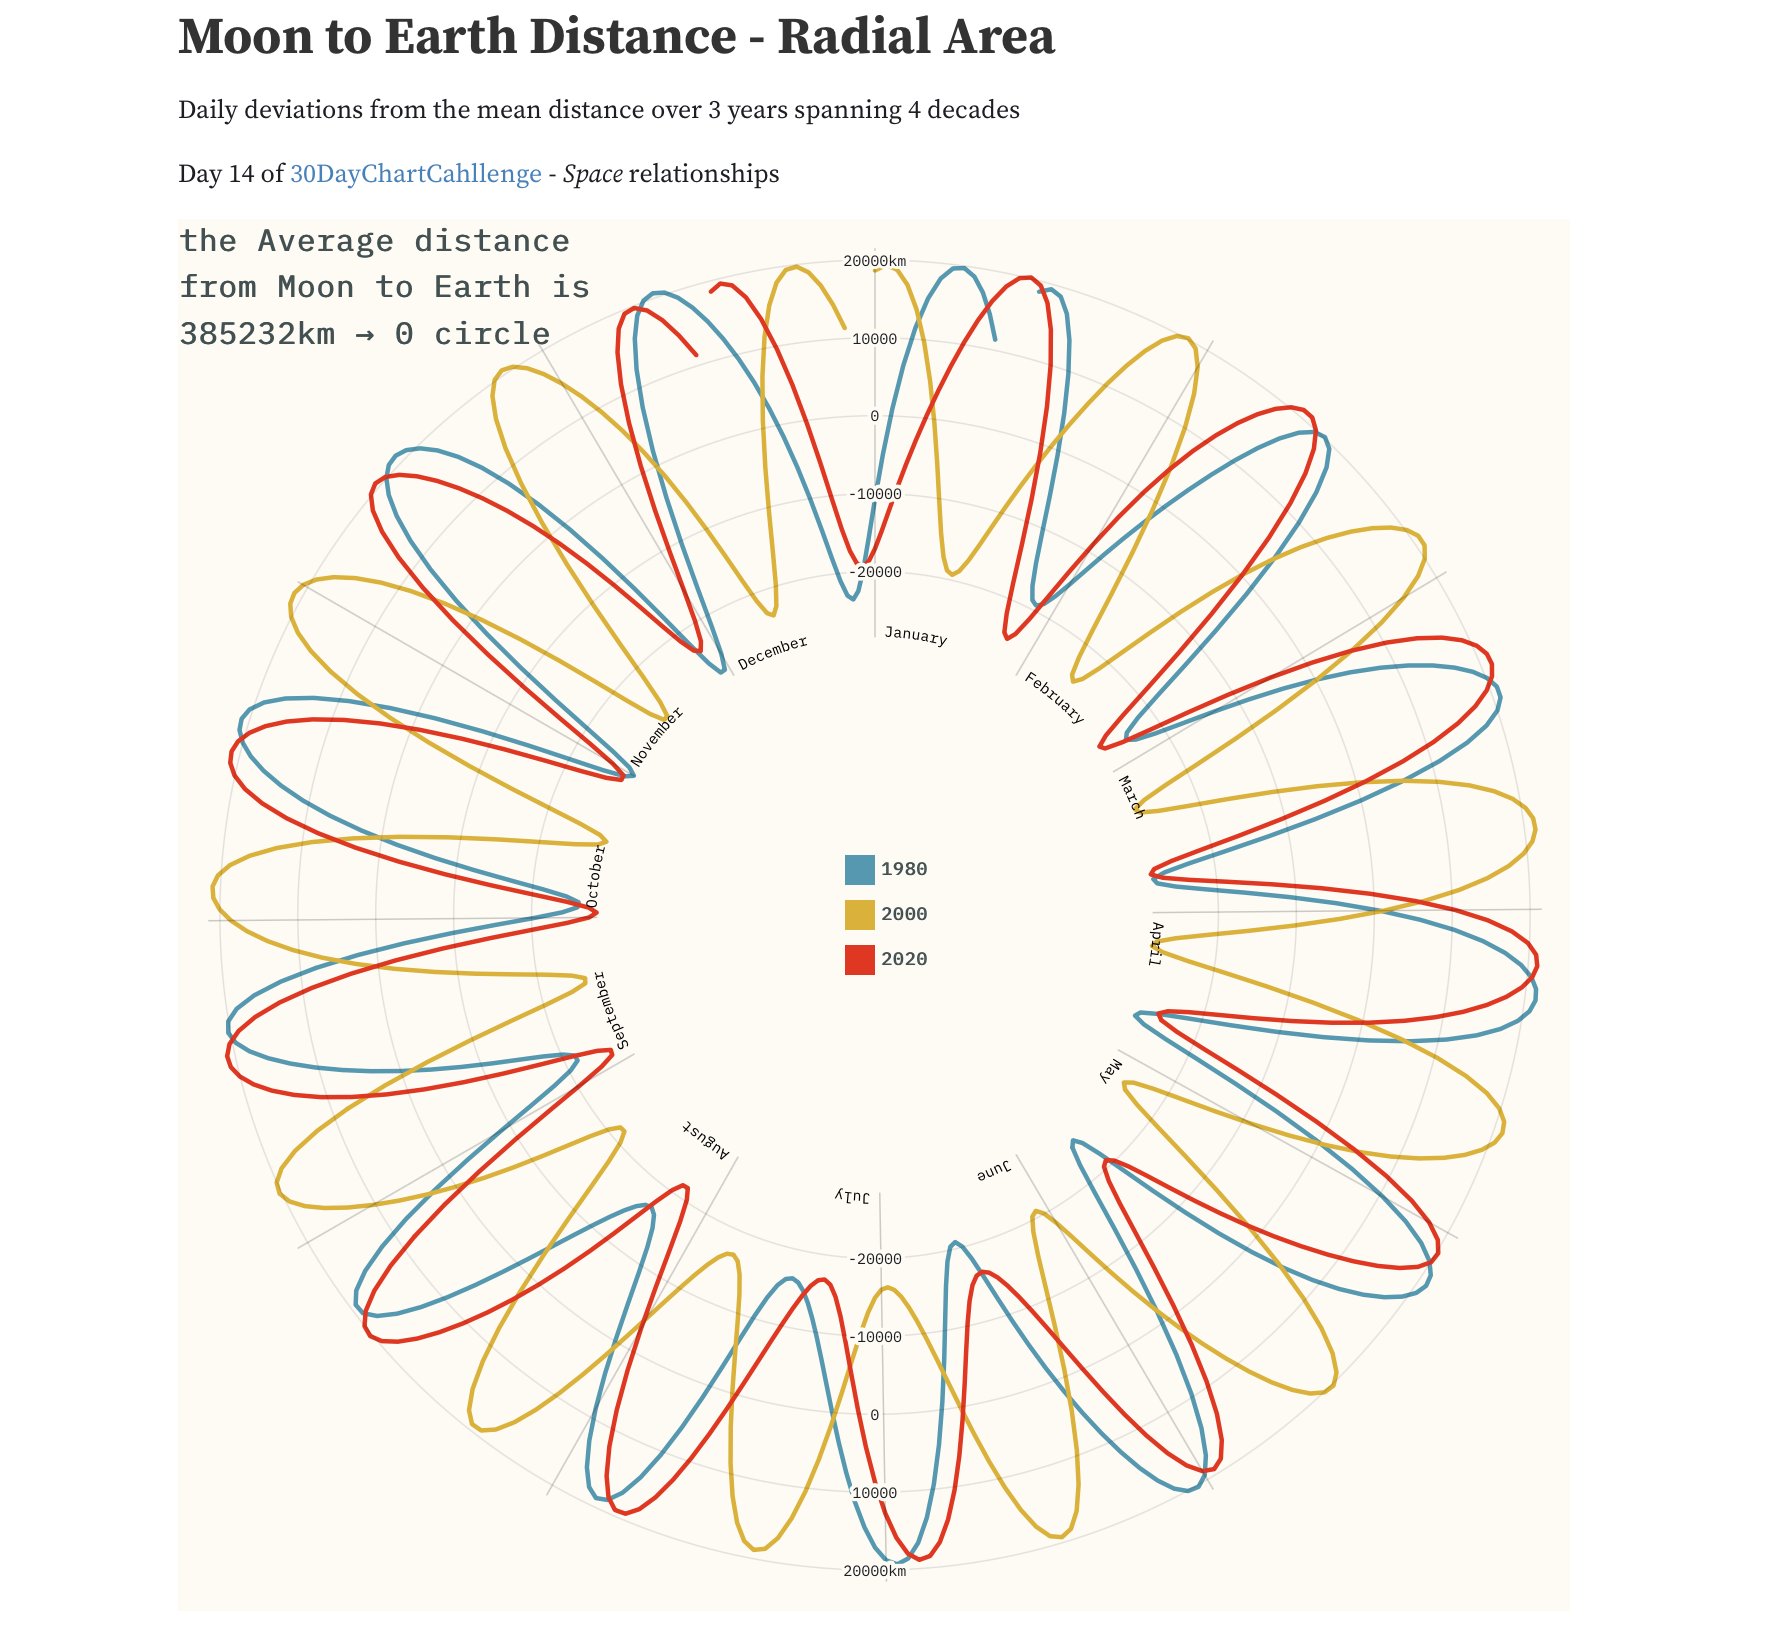 Moon to Earth Distance - Radial Area
Daily deviations from the mean distance over 3 years spanning 4 decades
Day 14 of 30DayChartCahllenge - Space relationships
the Average distance
from Moon to Earth is
385232km → 0 circle
20000km
10000
0
-10000
-20000
January
February
March
April
May
June
July
August
September
October
November
December
1980
2000
2020
-20000
-10000
0
10000
20000km